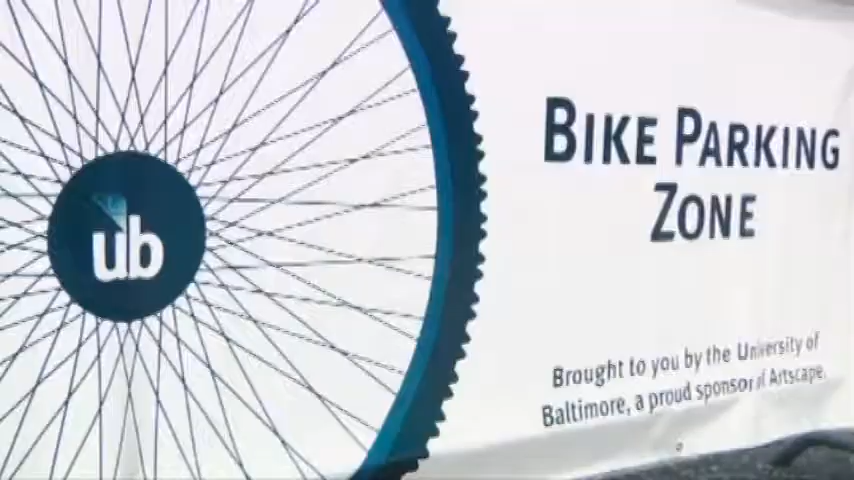 ub
BIKE PARKING
ZONE
Brought to you by the University of
Baltimore, a proud sponsor of Artscape.